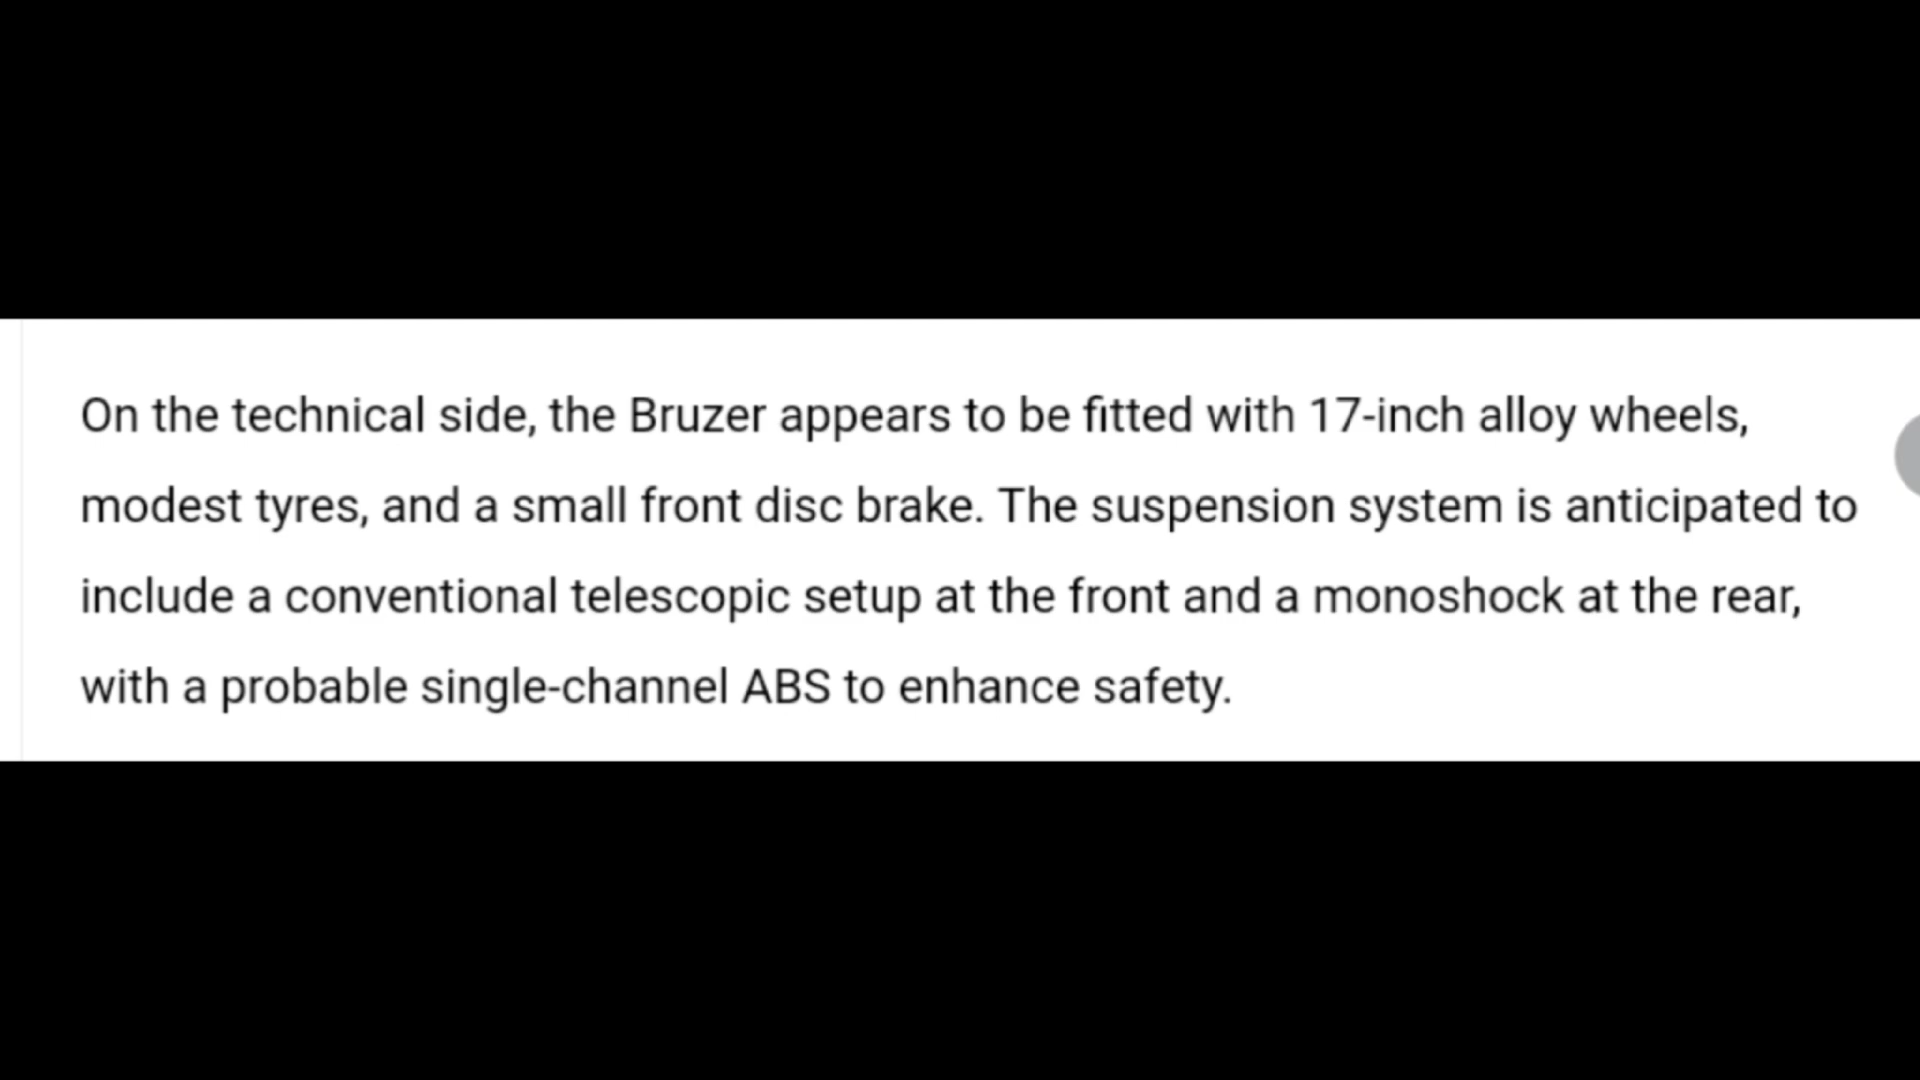 On the technical side, the Bruzer appears to be fitted with 17-inch alloy wheels,
modest tyres, and a small front disc brake. The suspension system is anticipated to
include a conventional telescopic setup at the front and a monoshock at the rear,
with a probable single-channel ABS to enhance safety.